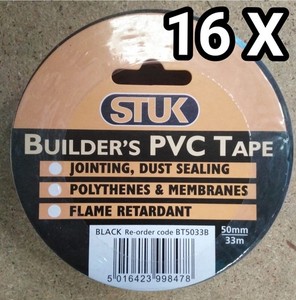 16 X
STUK
BUILDER'S PVC TAPE
JOINTING, DUST SEALING
POLYTHENES & MEMBRANES
FLAME RETARDANT
BLACK Re-order code BT5033B
50mm
33m
5 016423 998478